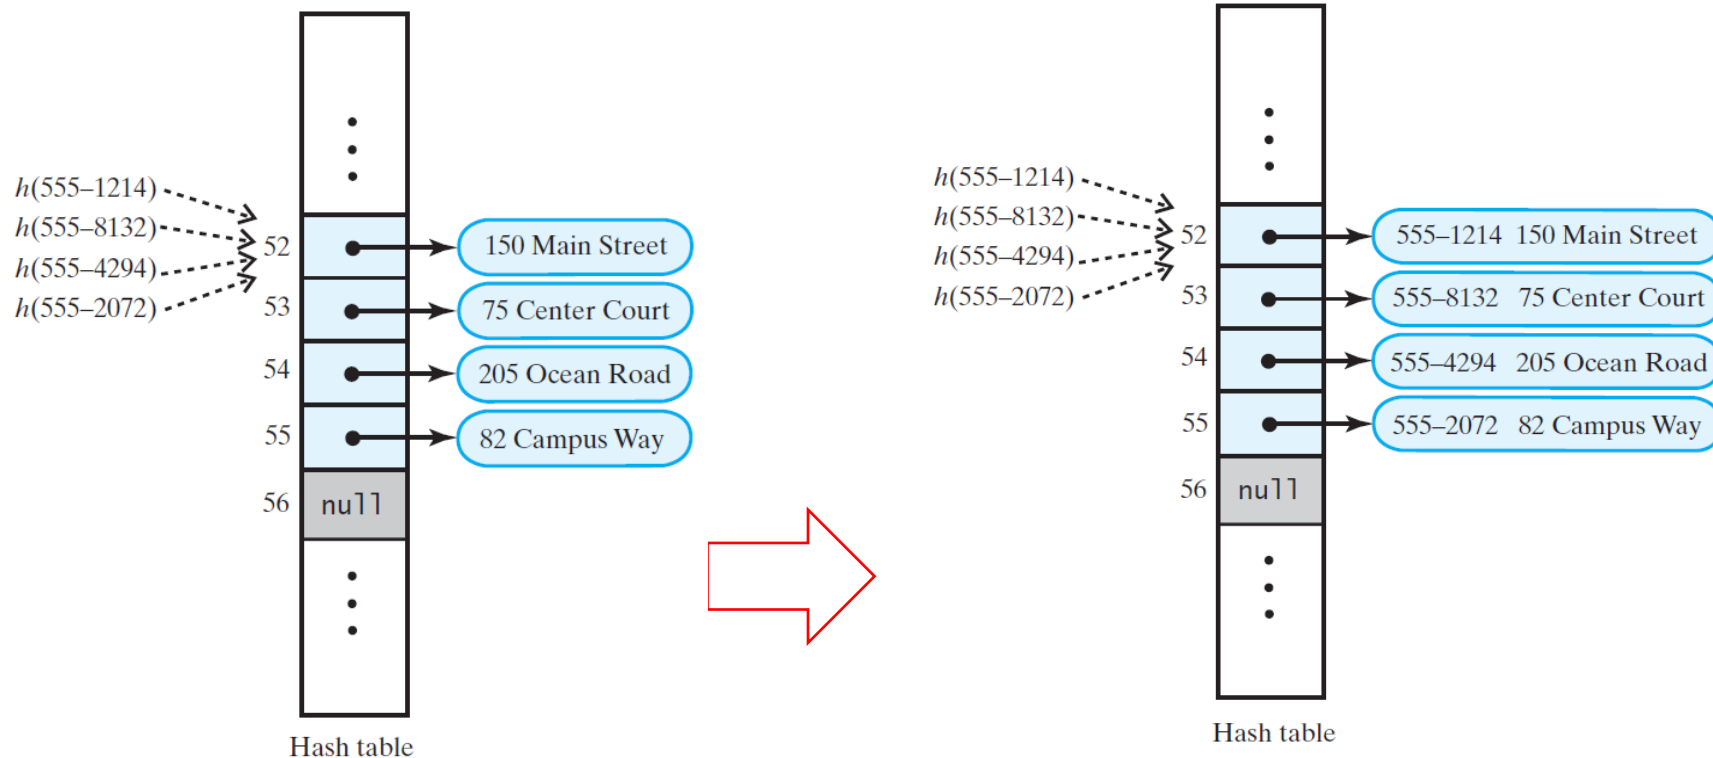 h(555–1214)
h(555–8132)
h(555–4294)
h(555–2072)
52
150 Main Street
53
75 Center Court
54
205 Ocean Road
55
82 Campus Way
56
null
Hash table
h(555–1214)
h(555–8132)
h(555–4294)
h(555–2072)
52
555–1214 150 Main Street
53
555–8132 75 Center Court
54
555–4294 205 Ocean Road
55
555–2072 82 Campus Way
56
null
Hash table